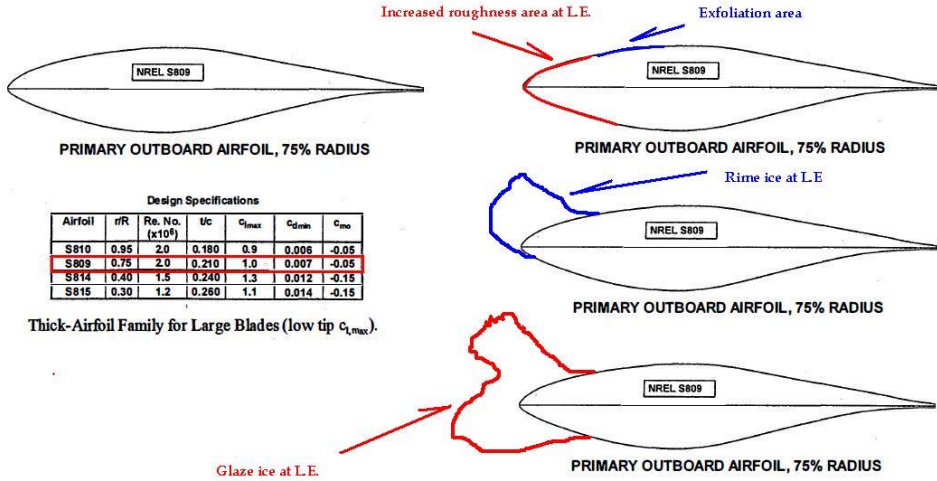 Increased roughness area at L.E.
Exfoliation area
NREL S809
PRIMARY OUTBOARD AIRFOIL, 75% RADIUS
NREL S809
PRIMARY OUTBOARD AIRFOIL, 75% RADIUS
Design Specifications
Airfoil r/R Re. No. (x10⁶) t/c c_lmax c_dmin c_mo
S810 0.95 2.0 0.180 0.9 0.006 -0.05
S809 0.75 2.0 0.210 1.0 0.007 -0.05
S814 0.40 1.5 0.240 1.3 0.012 -0.15
S815 0.30 1.2 0.260 1.1 0.014 -0.15
Thick-Airfoil Family for Large Blades (low tip c_l,max).
Rime ice at L.E
NREL S809
PRIMARY OUTBOARD AIRFOIL, 75% RADIUS
NREL S809
Glaze ice at L.E.
PRIMARY OUTBOARD AIRFOIL, 75% RADIUS